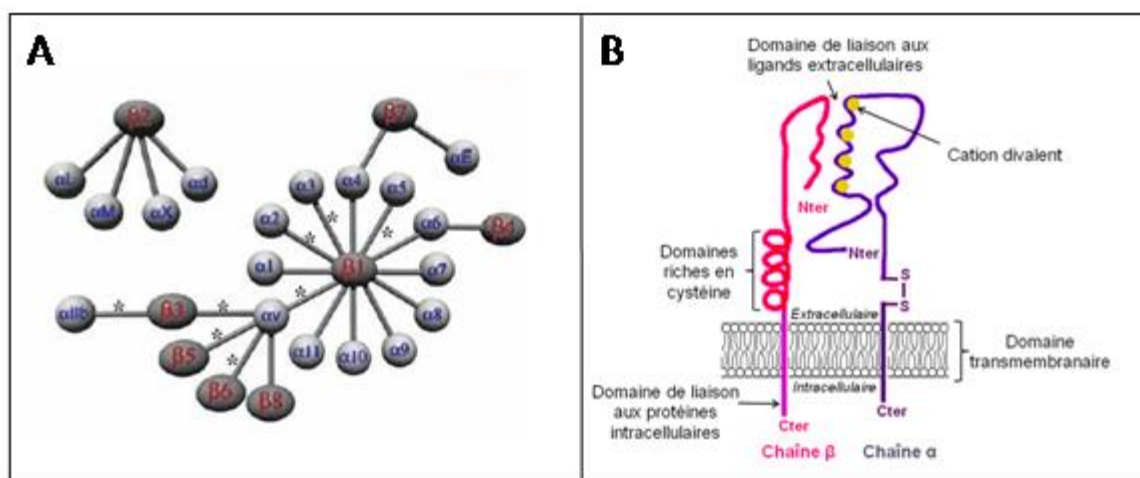 A
β2
αL
αM
αX
αd
β7
αE
α4
α3
α5
α2
α6
β4
α1
β1
α7
αIIb
β3
αv
α8
β5
α11
α10
α9
β6
β8
*
*
*
*
*
*
*
*
B
Domaine de liaison aux
ligands extracellulaires
Cation divalent
Nter
Nter
Domaines
riches en
cystéine
S
S
Extracellulaire
Intracellulaire
Domaine
transmembranaire
Domaine de liaison
aux protéines
intracellulaires
Cter
Cter
Chaîne β
Chaîne α